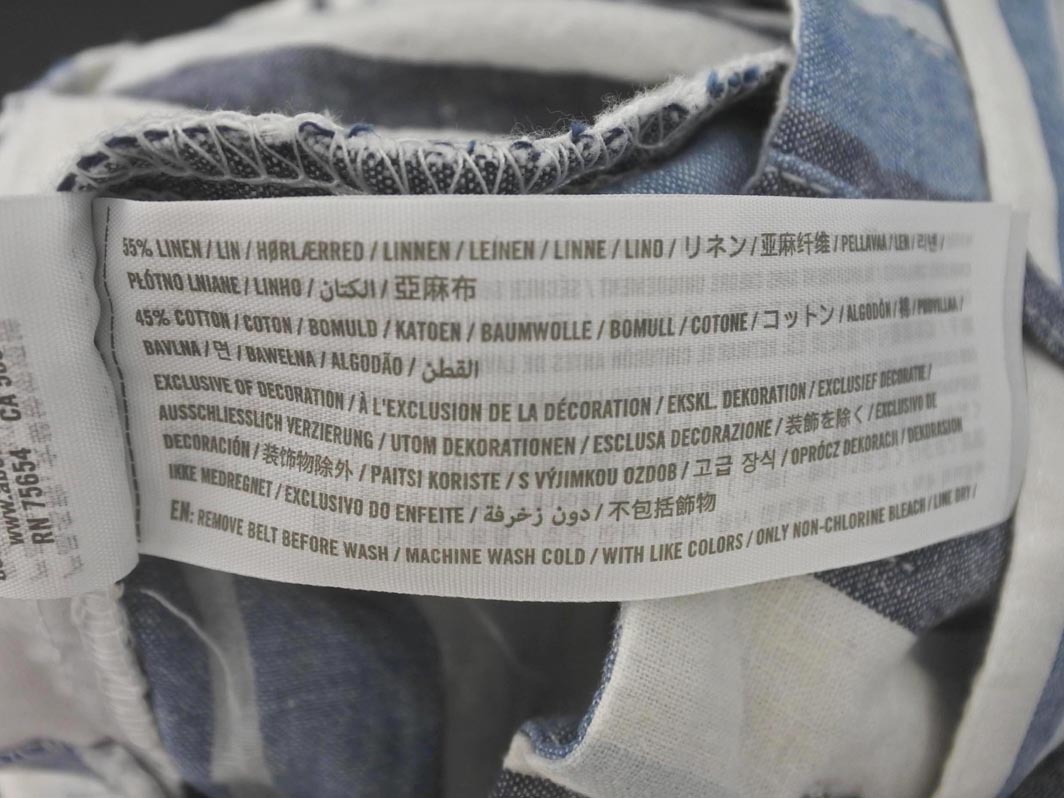 55% LINEN / LIN / HØRLÆRRED / LINNEN / LEINEN / LINNE / LINO / リネン / 亚麻纤维 / PELLAVAA / LEN / 리넨 /
PŁÓTNO LNIANE / LINHO / الكتان / 亞麻布
45% COTTON / COTON / BOMULD / KATOEN / BAUMWOLLE / BOMULL / COTONE / コットン / ALGODÓN / 棉 / PUUVILLAA /
BAVLNA / 면 / BAWEŁNA / ALGODÃO / القطن
EXCLUSIVE OF DECORATION / À L'EXCLUSION DE LA DÉCORATION / EKSKL. DEKORATION / EXCLUSIEF DECORATIE /
AUSSCHLIESSLICH VERZIERUNG / UTOM DEKORATIONEN / ESCLUSA DECORAZIONE / 装飾を除く / EXCLUSIVO DE
DECORACIÓN / 装饰物除外 / PAITSI KORISTE / S VÝJIMKOU OZDOB / 고급 장식 / OPRÓCZ DEKORACJI / DEKORASJON
IKKE MEDREGNET / EXCLUSIVO DO ENFEITE / دون زخرفة / 不包括飾物
EN: REMOVE BELT BEFORE WASH / MACHINE WASH COLD / WITH LIKE COLORS / ONLY NON-CHLORINE BLEACH / LINE DRY /
RN 75654 CA